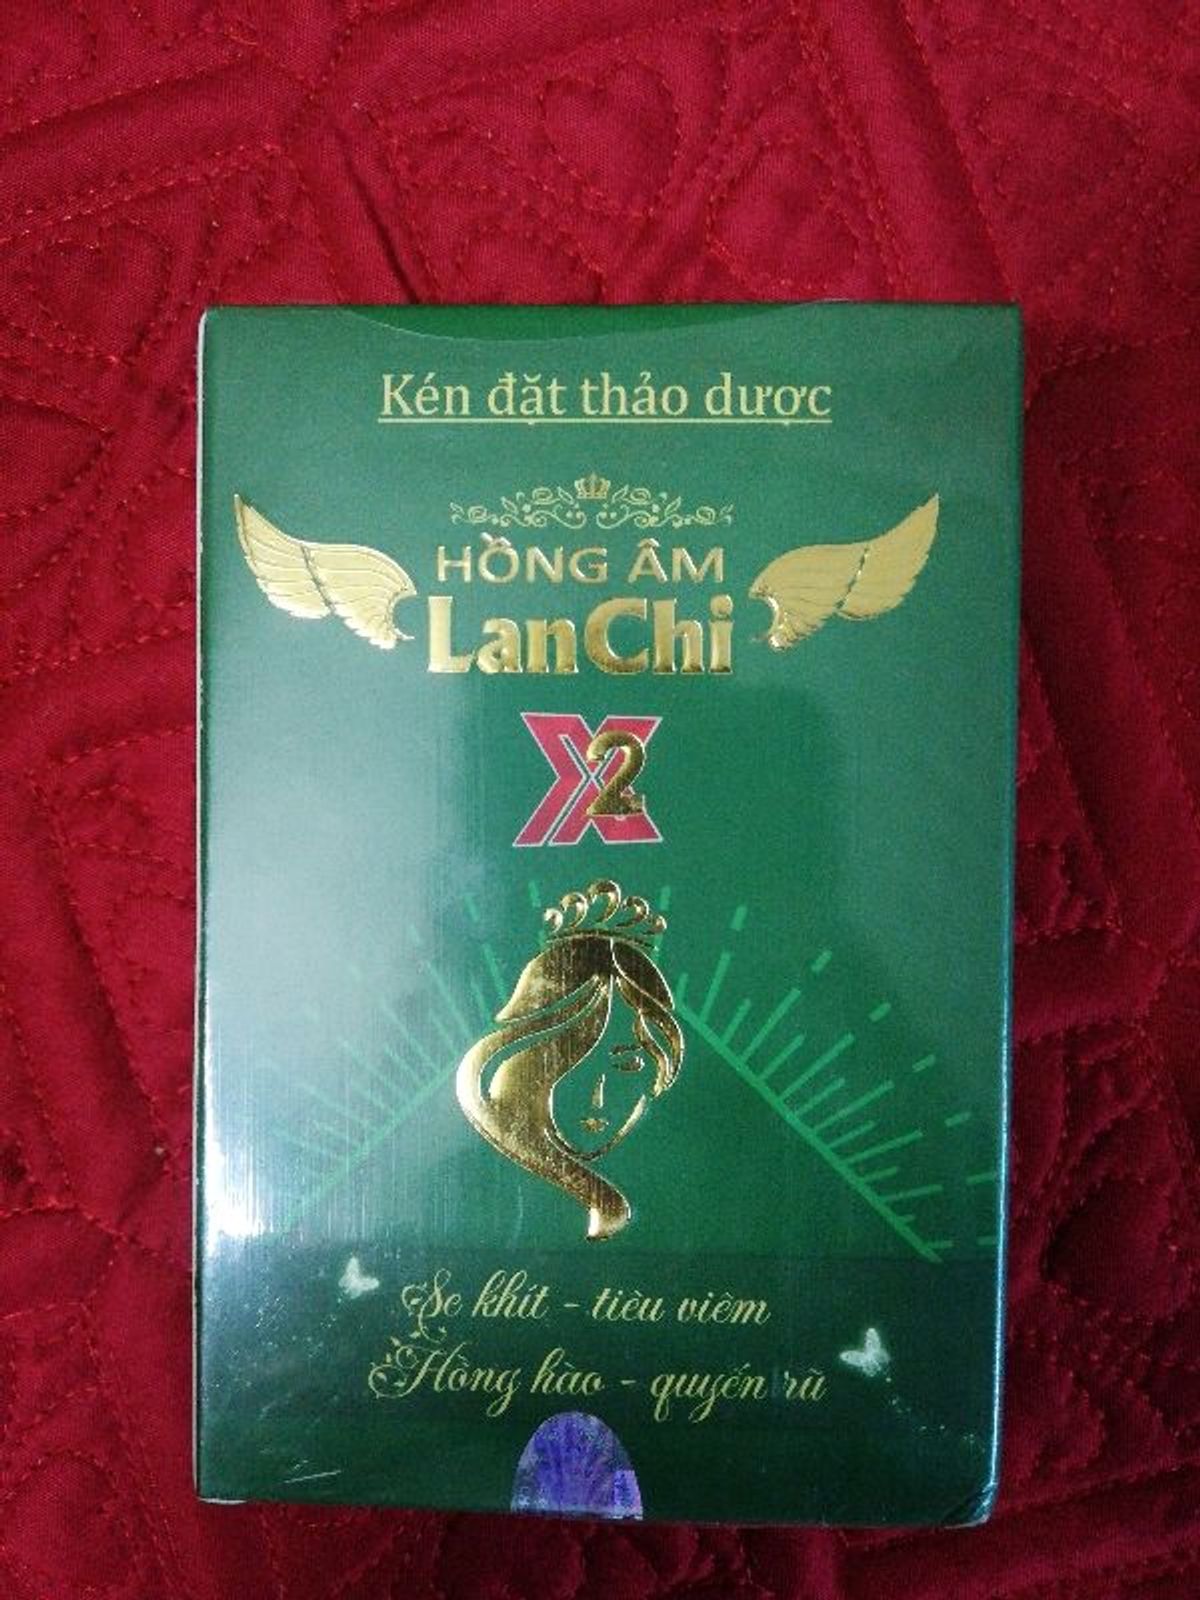 Kén đặt thảo dược
HỒNG ÂM
LanChi
X2
Se khít - tiêu viêm
Hồng hào - quyến rũ